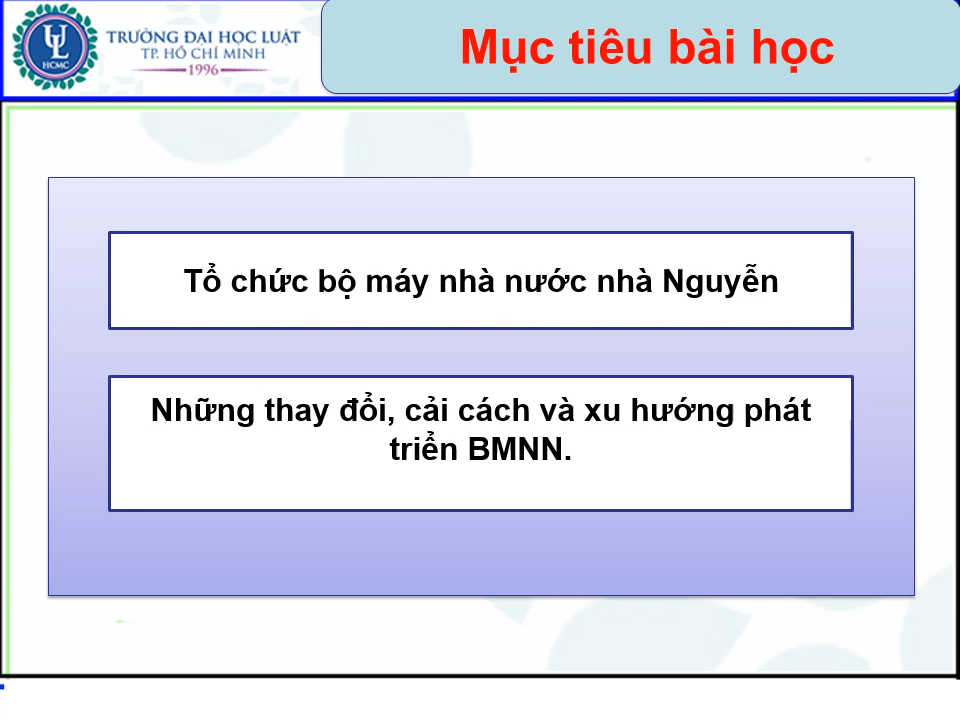 TRƯỜNG ĐẠI HỌC LUẬT
TP. HỒ CHÍ MINH
1996
UL
HCMC
Mục tiêu bài học
Tổ chức bộ máy nhà nước nhà Nguyễn
Những thay đổi, cải cách và xu hướng phát
triển BMNN.